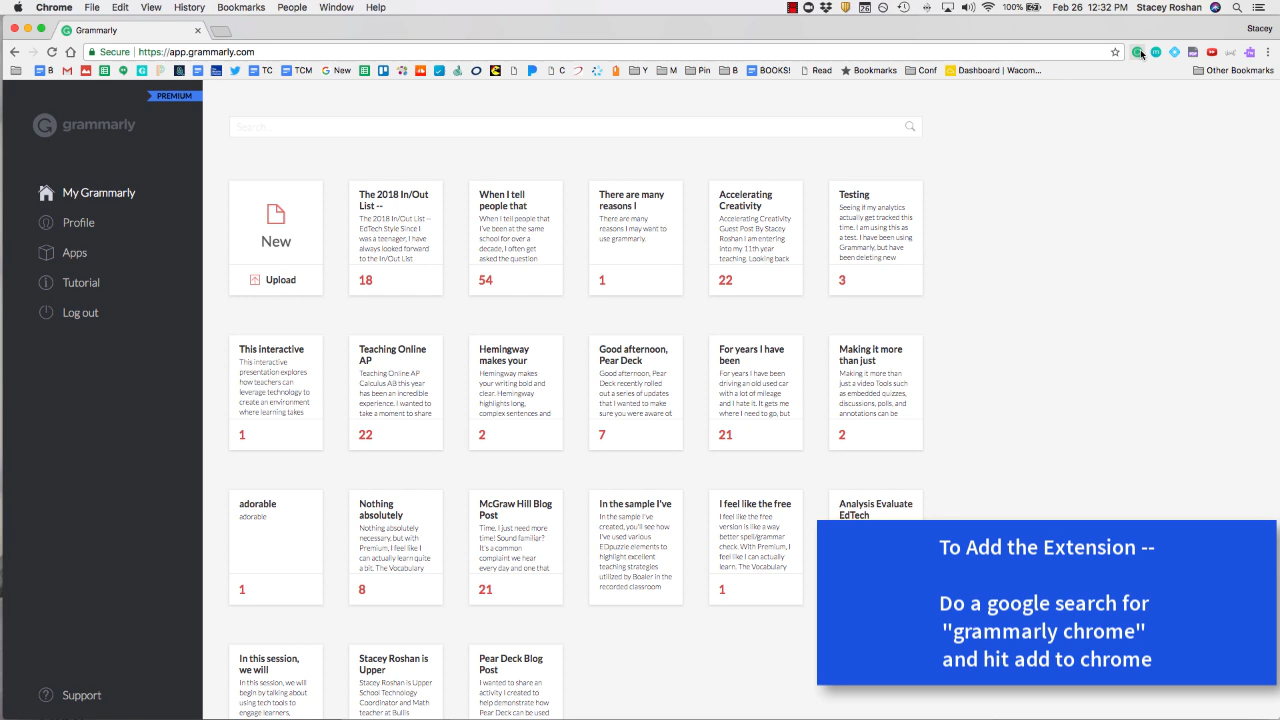 Chrome File Edit View History Bookmarks People Window Help
100% Feb 26 12:32 PM Stacey Roshan
Grammarly
Stacey
Secure https://app.grammarly.com
B TC TCM New Y C Y M Pin B BOOKS Read Bookmarks Conf Dashboard | Wacom... Other Bookmarks
PREMIUM
grammarly
My Grammarly
Profile
Apps
Tutorial
Log out
Support
Search...
New
Upload
The 2018 In/Out
List --
The 2018 In/Out List --
EdTech Style Since I
was a teenager, I have
always looked forward
to the In/Out List
18
When I tell
people that
When I tell people that
I've been at the same
school for over a
decade, I often get
asked the question
54
There are many
reasons I
There are many
reasons I may want to
use grammarly.
1
Accelerating
Creativity
Accelerating Creativity
Guest Post By Stacey
Roshan I am entering
into my 11th year
teaching. Looking back
22
Testing
Seeing if my analytics
actually get tracked this
time. I am using this as
a test. I have been using
Grammarly, but have
been deleting new
3
This interactive
This interactive
presentation explores
how teachers can
leverage technology to
create an environment
where learning takes
1
Teaching Online
AP
Teaching Online AP
Calculus AB this year
has been an incredible
experience. I wanted to
take a moment to share
22
Hemingway
makes your
Hemingway makes
your writing bold and
clear. Hemingway
highlights long,
complex sentences and
2
Good afternoon,
Pear Deck
Good afternoon, Pear
Deck recently rolled
out a series of updates
that I wanted to make
sure you were aware of
7
For years I have
been
For years I have been
driving an old used car
with a lot of mileage
and I hate it. It gets me
where I need to go, but
21
Making it more
than just
Making it more than
just a video Tools such
as embedded quizzes,
discussions, polls, and
annotations can be
2
adorable
adorable
1
Nothing
absolutely
Nothing absolutely
necessary, but with
Premium, I feel like I
can actually learn quite
a bit. The Vocabulary
8
McGraw Hill Blog
Post
Time. I just need more
time! Sound familiar?
It's a common
complaint we hear
every day and one that
21
In the sample I've
In the sample I've
created, you'll see how
I've used various
EDpuzzle elements to
highlight excellent
teaching strategies
utilized by Boaler in the
recorded classroom
I feel like the free
I feel like the free
version is like a way
better spell/grammar
check. With Premium, I
feel like I can actually
learn. The Vocabulary
1
Analysis Evaluate
EdTech
In this session,
we will
In this session, we will
begin by talking about
using tech tools to
engage learners,
Stacey Roshan is
Upper
Stacey Roshan is Upper
School Technology
Coordinator and Math
teacher at Bullis
Pear Deck Blog
Post
I wanted to share an
activity I created to
help demonstrate how
Pear Deck can be used
To Add the Extension --
Do a google search for
"grammarly chrome"
and hit add to chrome